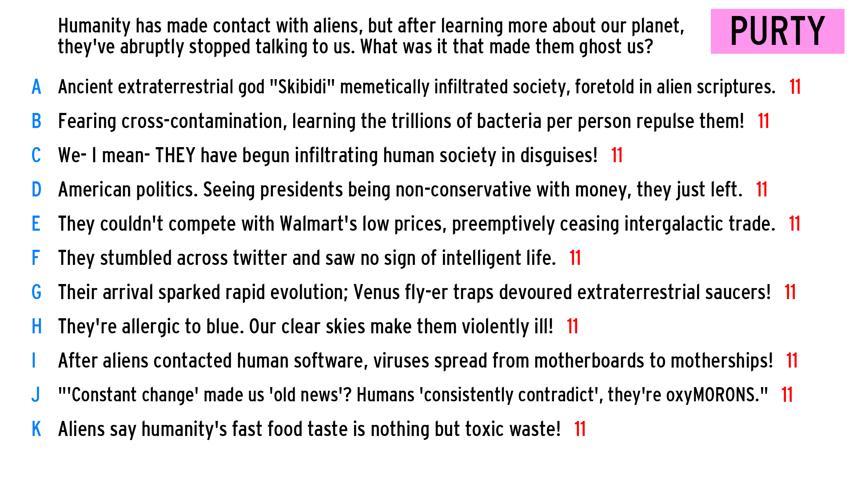 Humanity has made contact with aliens, but after learning more about our planet,
they've abruptly stopped talking to us. What was it that made them ghost us?
PURTY
A Ancient extraterrestrial god "Skibidi" memetically infiltrated society, foretold in alien scriptures. 11
B Fearing cross-contamination, learning the trillions of bacteria per person repulse them! 11
C We- I mean- THEY have begun infiltrating human society in disguises! 11
D American politics. Seeing presidents being non-conservative with money, they just left. 11
E They couldn't compete with Walmart's low prices, preemptively ceasing intergalactic trade. 11
F They stumbled across twitter and saw no sign of intelligent life. 11
G Their arrival sparked rapid evolution; Venus fly-er traps devoured extraterrestrial saucers! 11
H They're allergic to blue. Our clear skies make them violently ill! 11
I After aliens contacted human software, viruses spread from motherboards to motherships! 11
J "'Constant change' made us 'old news'? Humans 'consistently contradict', they're oxyMORONS." 11
K Aliens say humanity's fast food taste is nothing but toxic waste! 11